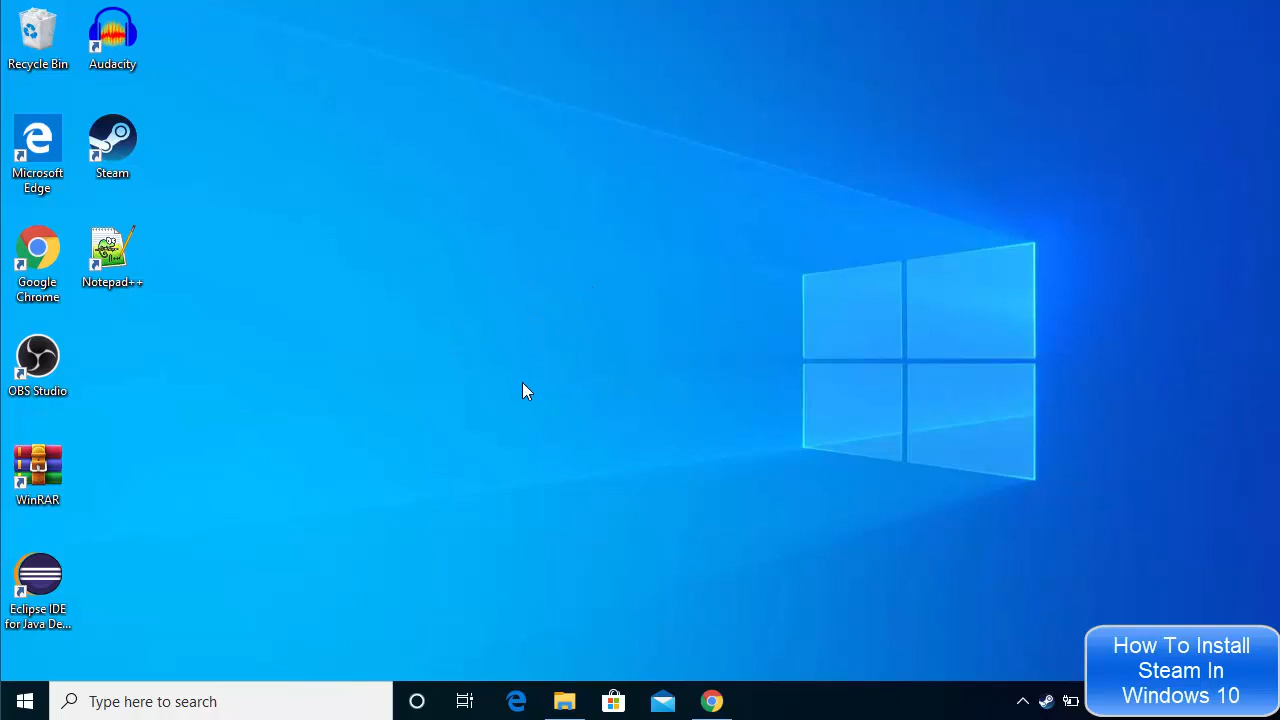 Recycle Bin
Audacity
Microsoft
Edge
Steam
Google
Chrome
Notepad++
OBS Studio
WinRAR
Eclipse IDE
for Java De...
Type here to search
How To Install
Steam In
Windows 10